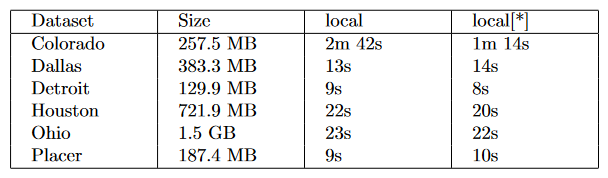 Dataset Size local local[*]
Colorado 257.5 MB 2m 42s 1m 14s
Dallas 383.3 MB 13s 14s
Detroit 129.9 MB 9s 8s
Houston 721.9 MB 22s 20s
Ohio 1.5 GB 23s 22s
Placer 187.4 MB 9s 10s